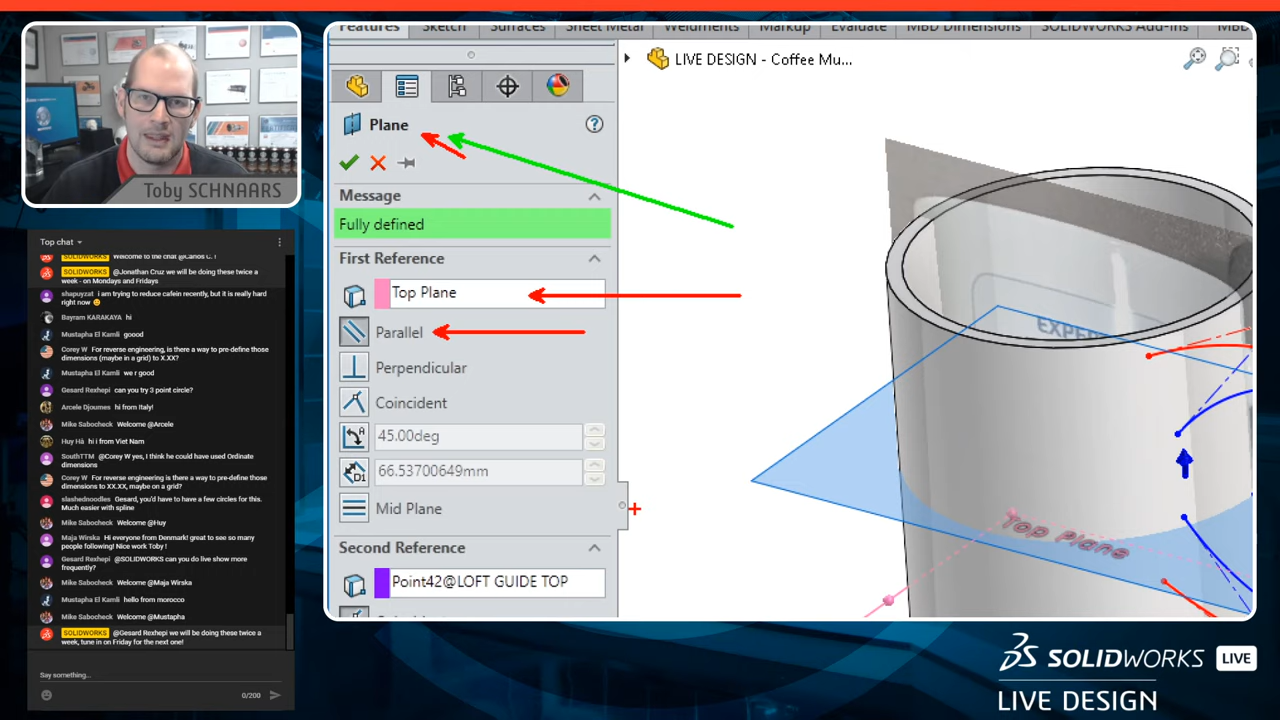 Toby SCHNAARS
Top chat
SOLIDWORKS Welcome to the chat @Carlos C. !
SOLIDWORKS @Jonathan Cruz we will be doing these twice a
week - on Mondays and Fridays
shapuyzat i am trying to reduce cafein recently, but it is really hard
right now
Bayram KARAKAYA hi
Mustapha El Kamli goood
Corey W For reverse engineering, is there a way to pre-define those
dimensions (maybe in a grid) to X.XX?
Mustapha El Kamli we r good
Gesard Rexhepi can you try 3 point circle?
Arcele Djoumes hi from Italy!
Mike Sabocheck Welcome @Arcele
Huy Hà hi i from Viet Nam
SouthTTM @Corey W yes, I think he could have used Ordinate
dimensions
Corey W For reverse engineering, is there a way to pre-define those
dimensions to XX.XX, maybe on a grid?
slashednoodles Gesard, you'd have to have a few circles for this.
Much easier with spline
Mike Sabocheck Welcome @Huy
Maja Wirska Hi everyone from Denmark! great to see so many
people following! Nice work Toby !
Gesard Rexhepi @SOLIDWORKS can you do live show more
frequently?
Mike Sabocheck Welcome @Maja Wirska
Mustapha El Kamli hello from morocco
Mike Sabocheck Welcome @Mustapha
SOLIDWORKS @Gesard Rexhepi we will be doing these twice a
week, tune in on Friday for the next one!
Say something...
0/200
Features Sketch Surfaces Sheet Metal Weldments Markup Evaluate MBD Dimensions SOLIDWORKS Add-Ins MBD
LIVE DESIGN - Coffee Mu...
Plane
Message
Fully defined
First Reference
Top Plane
Parallel
Perpendicular
Coincident
45.00deg
66.53700649mm
Mid Plane
Second Reference
Point42@LOFT GUIDE TOP
Top Plane
SOLIDWORKS LIVE
LIVE DESIGN